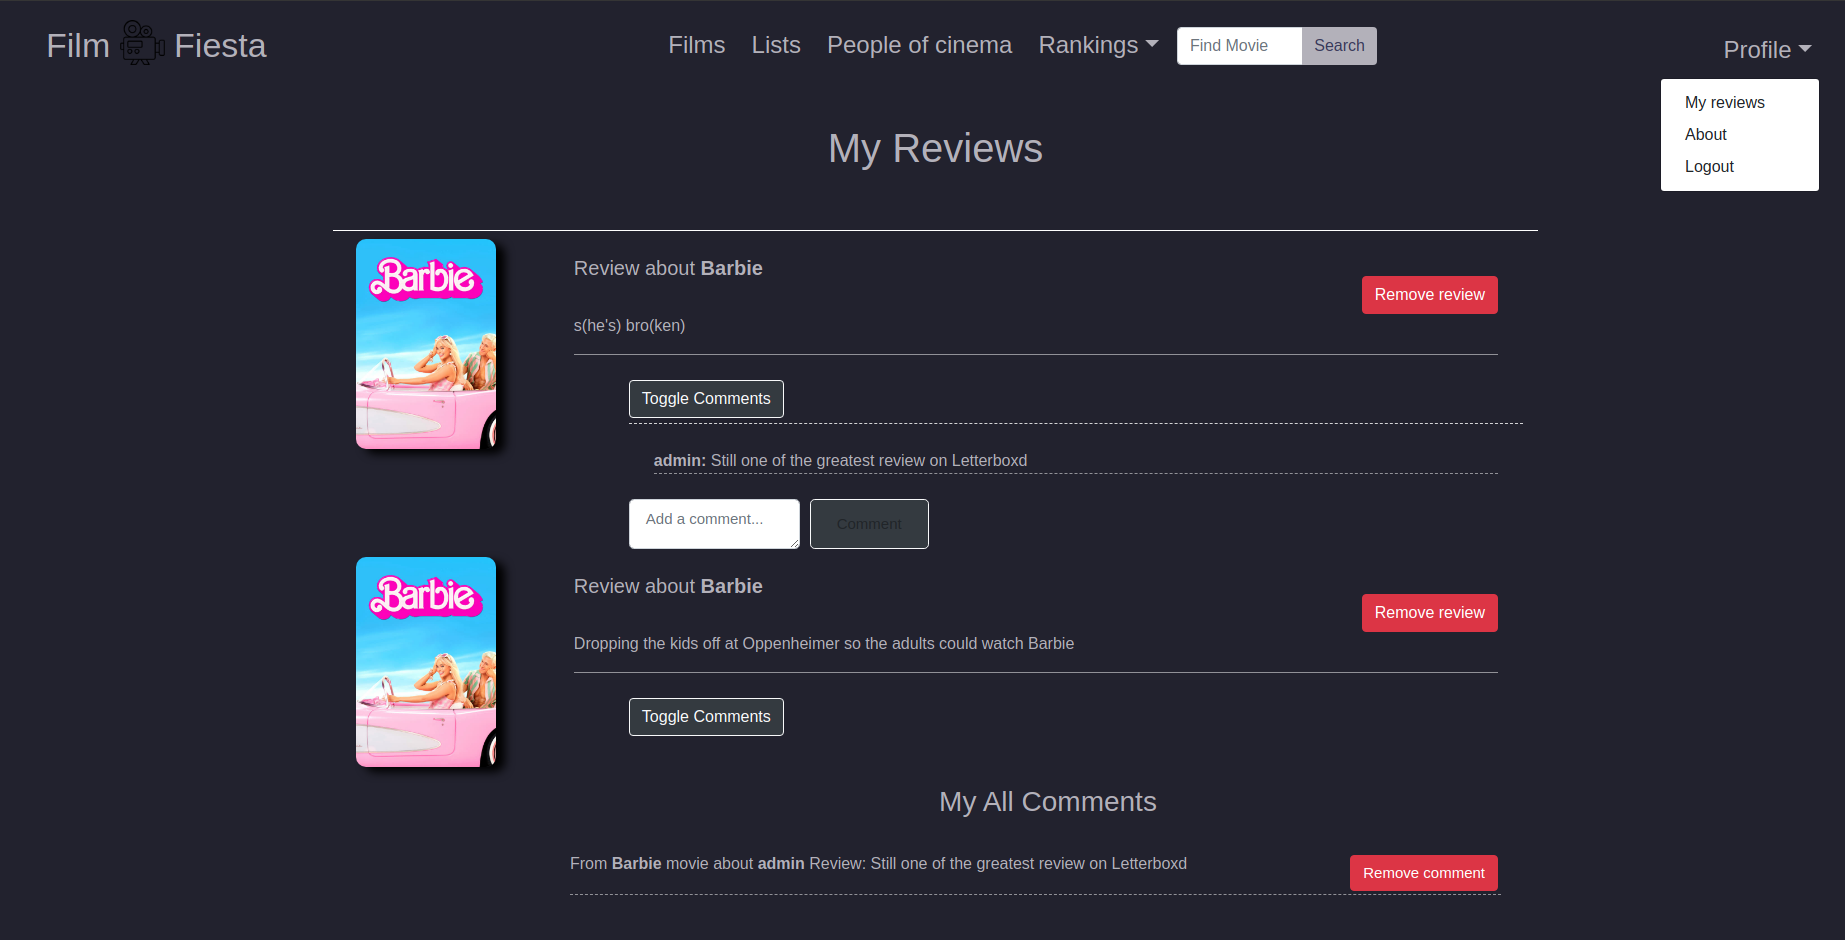 Film Fiesta
Films Lists People of cinema Rankings Find Movie Search Profile
My reviews
About
Logout
My Reviews
Barbie
Review about Barbie
Remove review
s(he's) bro(ken)
Toggle Comments
admin: Still one of the greatest review on Letterboxd
Add a comment...
Comment
Barbie
Review about Barbie
Remove review
Dropping the kids off at Oppenheimer so the adults could watch Barbie
Toggle Comments
My All Comments
From Barbie movie about admin Review: Still one of the greatest review on Letterboxd
Remove comment